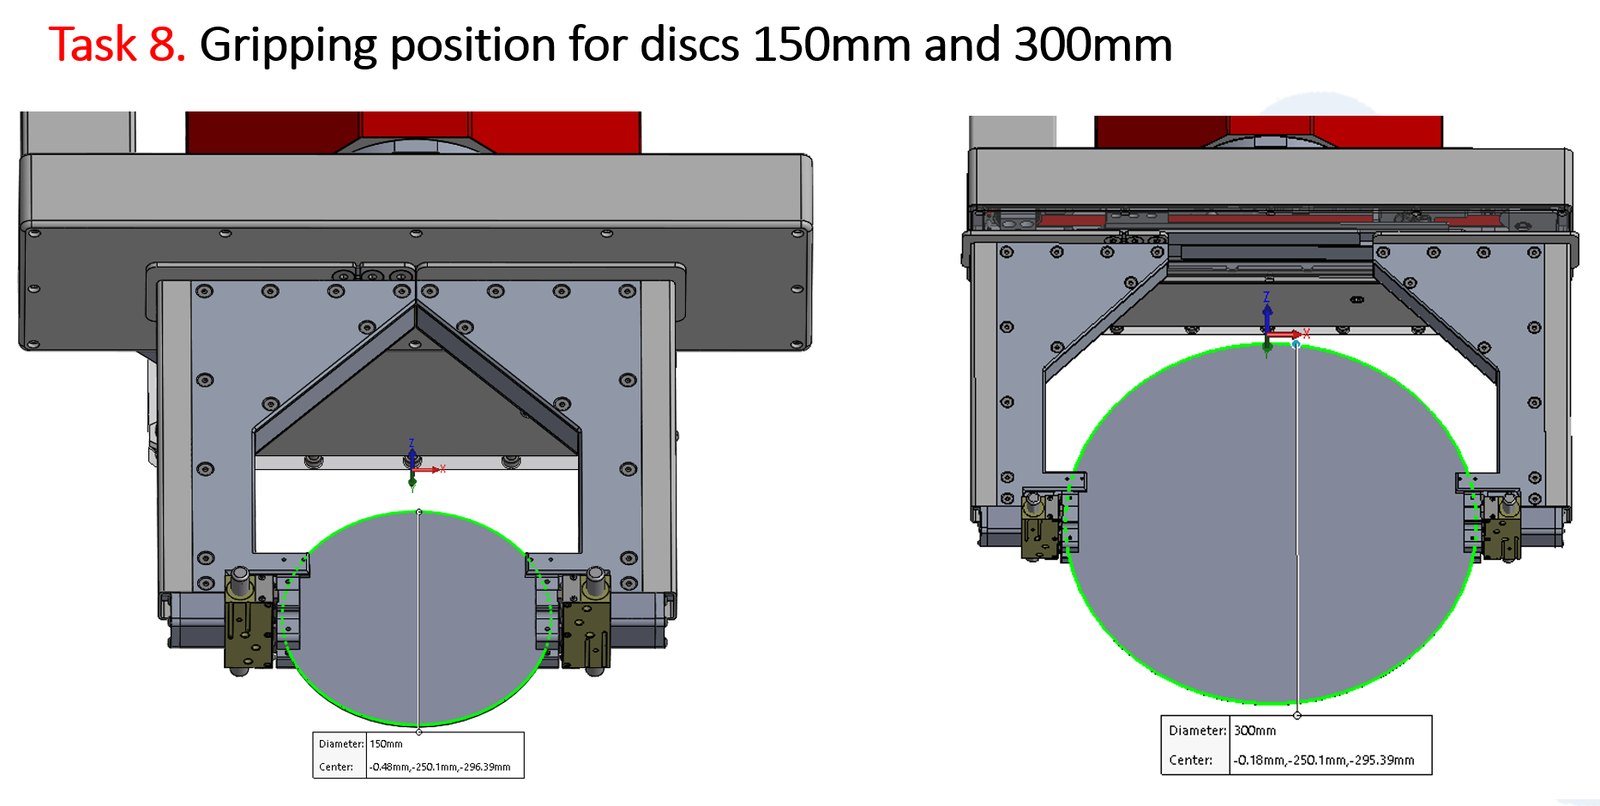 Task 8. Gripping position for discs 150mm and 300mm
Z
X
Z
X
Diameter: 150mm
Center: -0.48mm,-250.1mm,-296.39mm
Diameter: 300mm
Center: -0.18mm,-250.1mm,-295.39mm